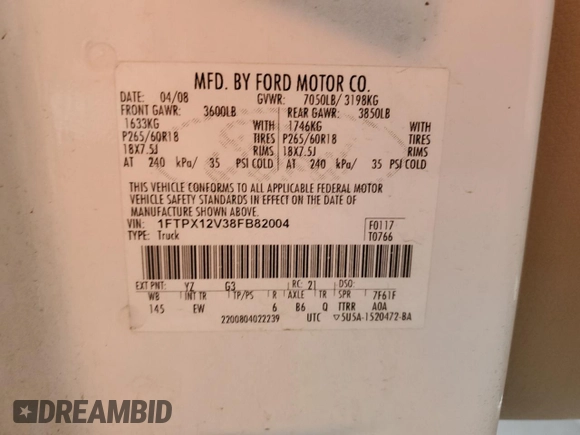 MFD. BY FORD MOTOR CO.
DATE: 04/08 GVWR: 7050LB/ 3198KG
FRONT GAWR: 3600LB REAR GAWR: 3850LB
1633KG WITH 1746KG WITH
P265/60R18 TIRES P265/60R18 TIRES
18X7.5J RIMS 18X7.5J RIMS
AT 240 kPa/ 35 PSI COLD AT 240 kPa/ 35 PSI COLD
THIS VEHICLE CONFORMS TO ALL APPLICABLE FEDERAL MOTOR
VEHICLE SAFETY STANDARDS IN EFFECT ON THE DATE OF
MANUFACTURE SHOWN ABOVE.
VIN: 1FTPX12V38FB82004 F0117
TYPE: Truck T0766
EXT PNT: YZ G3 RC: 21 DSO:
WB INT TR TP/PS R AXLE TR SPR 7F61F
145 EW 6 B6 Q TTRR AOA
2200804022239 UTC ▽5U5A-1520472-BA
DREAMBID